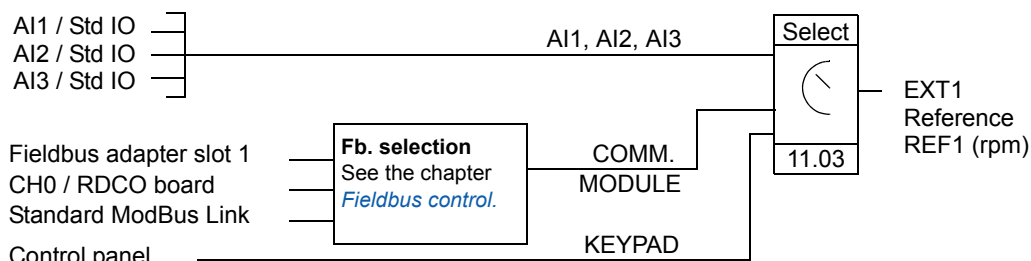 AI1 / Std IO
AI2 / Std IO
AI3 / Std IO
AI1, AI2, AI3
Select
11.03
EXT1
Reference
REF1 (rpm)
Fieldbus adapter slot 1
CH0 / RDCO board
Standard ModBus Link
Fb. selection
See the chapter
Fieldbus control.
COMM.
MODULE
Control panel
KEYPAD